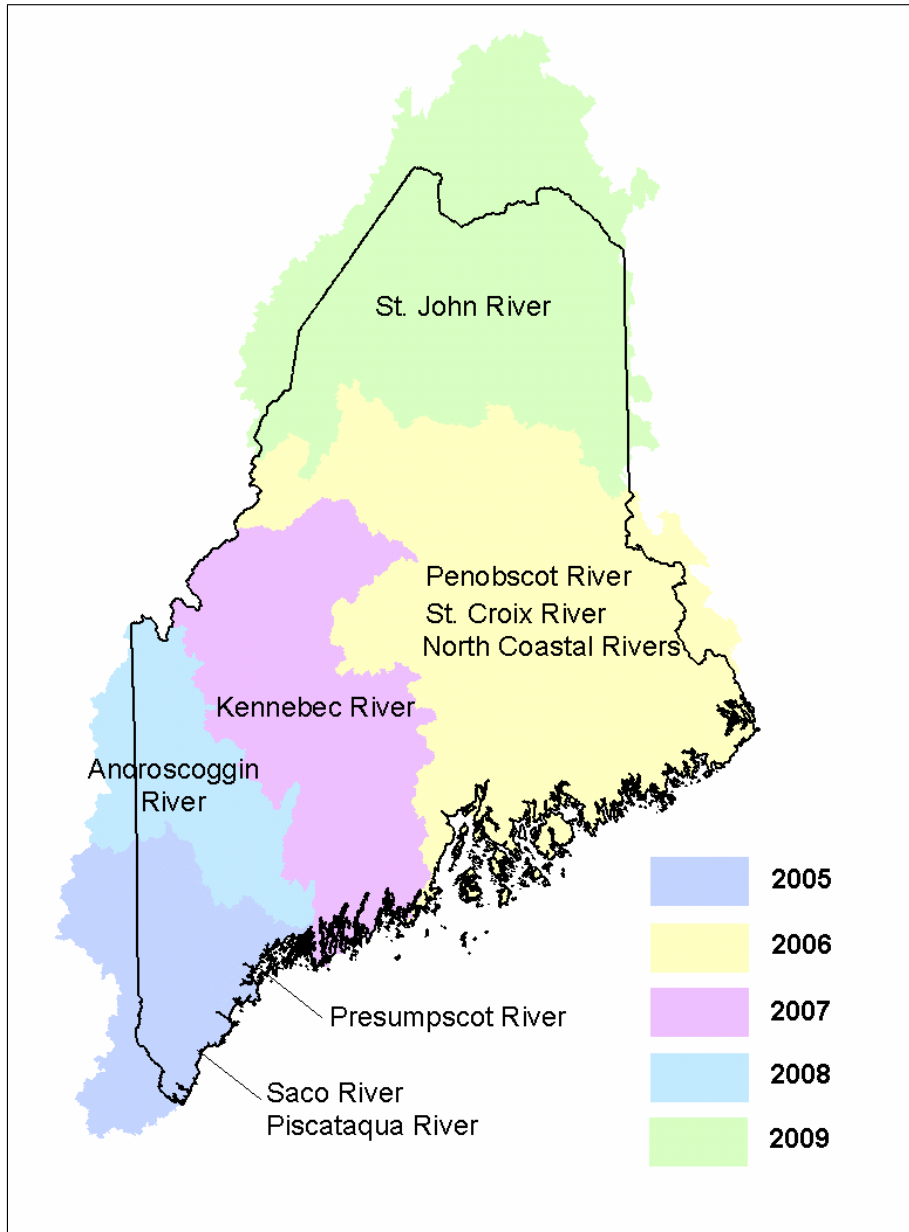 St. John River
Penobscot River
St. Croix River
North Coastal Rivers
Kennebec River
Androscoggin
River
Presumpscot River
Saco River
Piscataqua River
2005
2006
2007
2008
2009